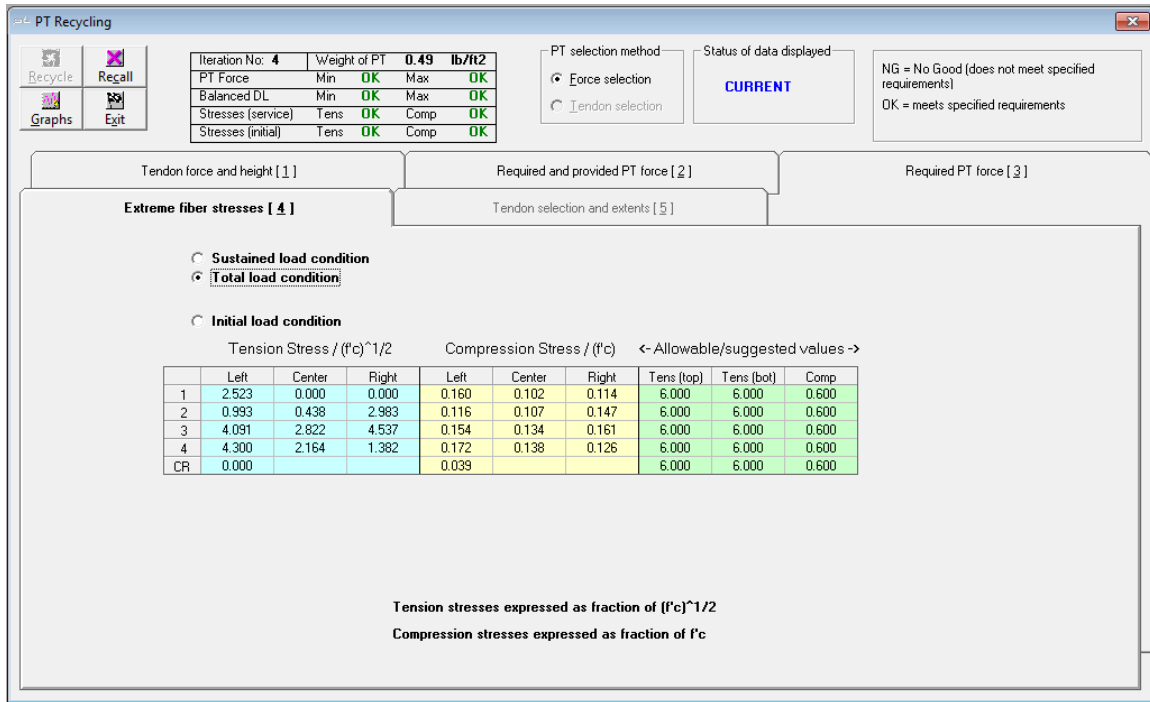 PT Recycling
Recycle Recall
Graphs Exit
Iteration No: 4 Weight of PT 0.49 lb/ft2
PT Force Min OK Max OK
Balanced DL Min OK Max OK
Stresses (service) Tens OK Comp OK
Stresses (initial) Tens OK Comp OK
PT selection method
Force selection
Tendon selection
Status of data displayed
CURRENT
NG = No Good (does not meet specified
requirements)
OK = meets specified requirements
Tendon force and height [ 1 ] Required and provided PT force [ 2 ] Required PT force [ 3 ]
Extreme fiber stresses [ 4 ] Tendon selection and extents [ 5 ]
Sustained load condition
Total load condition
Initial load condition
Tension Stress / (f'c)^1/2 Compression Stress / (f'c) <- Allowable/suggested values ->
Left Center Right Left Center Right Tens (top) Tens (bot) Comp
1 2.523 0.000 0.000 0.160 0.102 0.114 6.000 6.000 0.600
2 0.993 0.438 2.983 0.116 0.107 0.147 6.000 6.000 0.600
3 4.091 2.822 4.537 0.154 0.134 0.161 6.000 6.000 0.600
4 4.300 2.164 1.382 0.172 0.138 0.126 6.000 6.000 0.600
CR 0.000 0.039 6.000 6.000 0.600
Tension stresses expressed as fraction of (f'c)^1/2
Compression stresses expressed as fraction of f'c